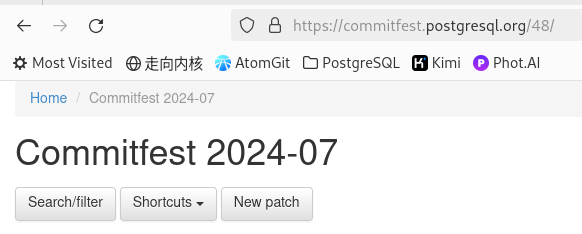 https://commitfest.postgresql.org/48/
Most Visited 走向内核 AtomGit PostgreSQL Kimi Phot.AI
Home / Commitfest 2024-07
Commitfest 2024-07
Search/filter Shortcuts New patch